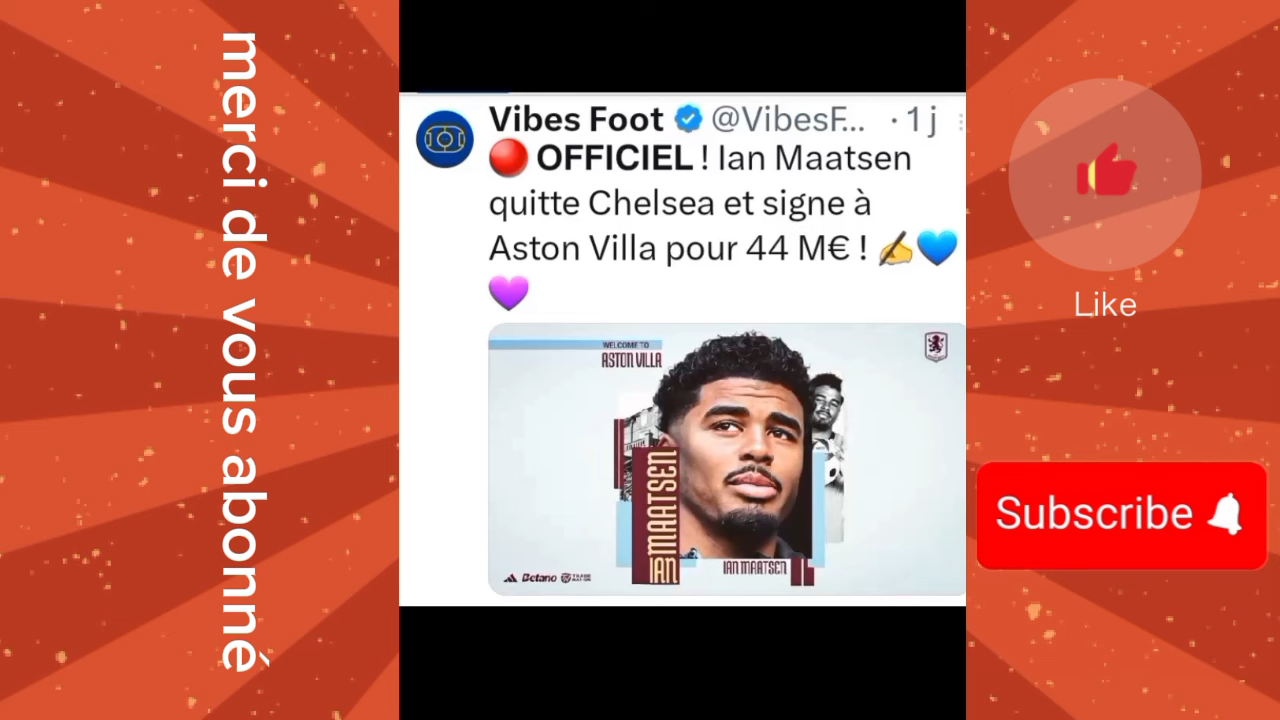 merci de vous abonné
Vibes Foot @VibesF... · 1 j
OFFICIEL ! Ian Maatsen
quitte Chelsea et signe à
Aston Villa pour 44 M€ !
WELCOME TO
ASTON VILLA
IAN MAATSEN
IAN MAATSEN
Betano
Like
Subscribe